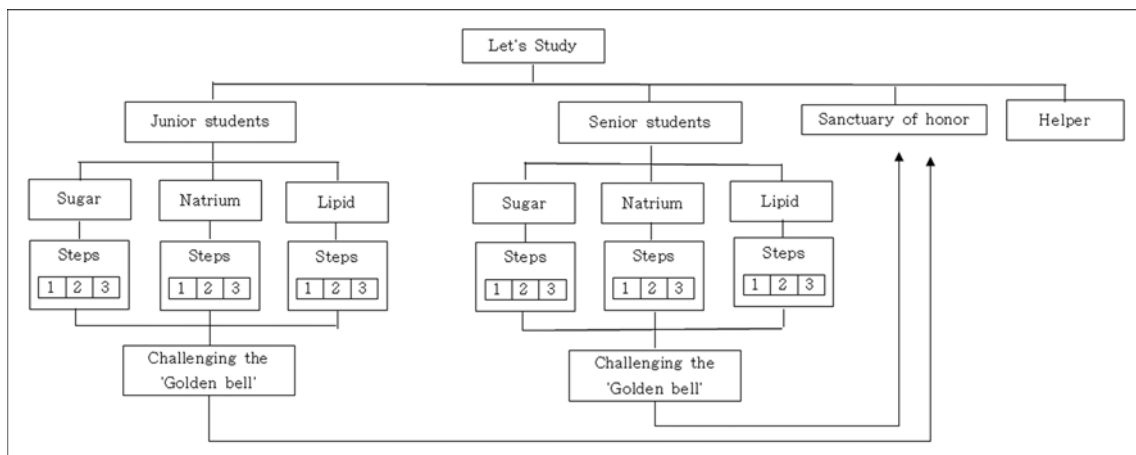 Let's Study
Junior students
Senior students
Sanctuary of honor
Helper
Sugar
Natrium
Lipid
Sugar
Natrium
Lipid
Steps
1 2 3
Steps
1 2 3
Steps
1 2 3
Steps
1 2 3
Steps
1 2 3
Steps
1 2 3
Challenging the
'Golden bell'
Challenging the
'Golden bell'